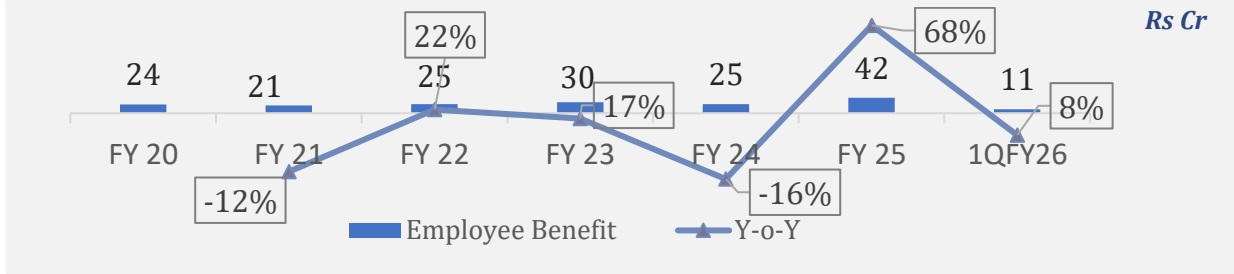 Rs Cr
22%
68%
24
21
25
30
25
42
11
17%
8%
FY 20
FY 21
FY 22
FY 23
FY 24
FY 25
1QFY26
-12%
-16%
Employee Benefit
Y-o-Y